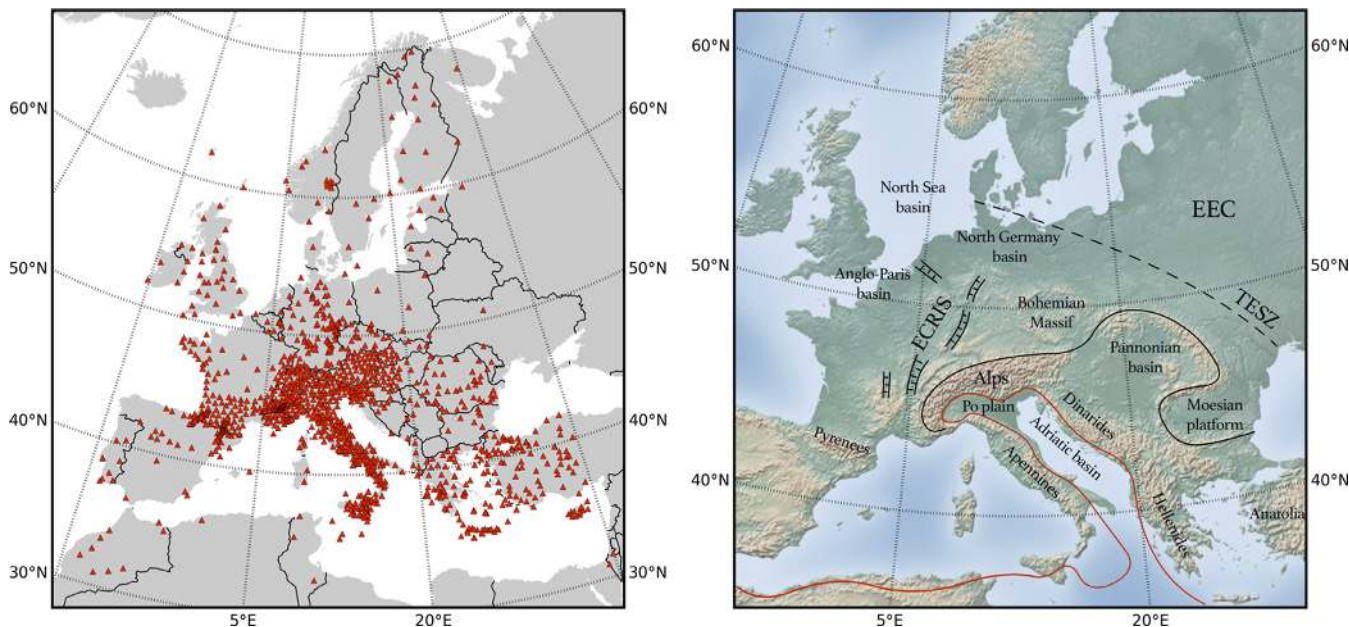 60°N
50°N
40°N
30°N
5°E
20°E
60°N
50°N
40°N
30°N
60°N
50°N
40°N
North Sea
basin
EEC
North Germany
basin
Anglo-Paris
basin
ECRIS
Bohemian
Massif
TESZ
Pannonian
basin
Alps
Po plain
Dinarides
Moesian
platform
Pyrenees
Adriatic basin
Apennines
Hellenides
Anatolia
5°E
20°E
60°N
50°N
40°N